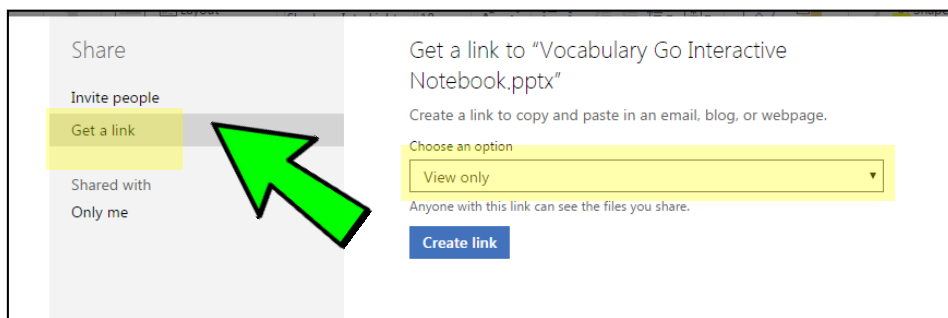 Share
Invite people
Get a link
Shared with
Only me
Get a link to “Vocabulary Go Interactive
Notebook.pptx”
Create a link to copy and paste in an email, blog, or webpage.
Choose an option
View only
Anyone with this link can see the files you share.
Create link